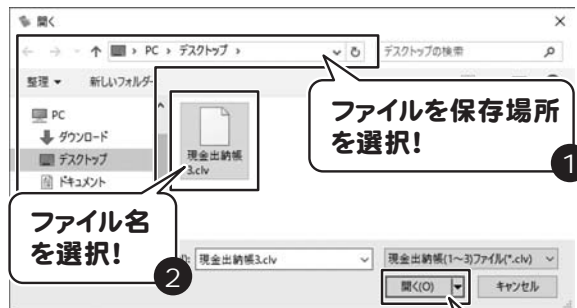 開く
PC › デスクトップ ›
デスクトップの検索
整理 ▼ 新しいフォルダ-
PC
ダウンロード
デスクトップ
ドキュメント
現金出納帳
3.clv
ファイルを保存場所
を選択!
1
ファイル名
を選択!
2
現金出納帳3.clv
現金出納帳(1～3)ファイル(*.clv)
開く(O)
キャンセル